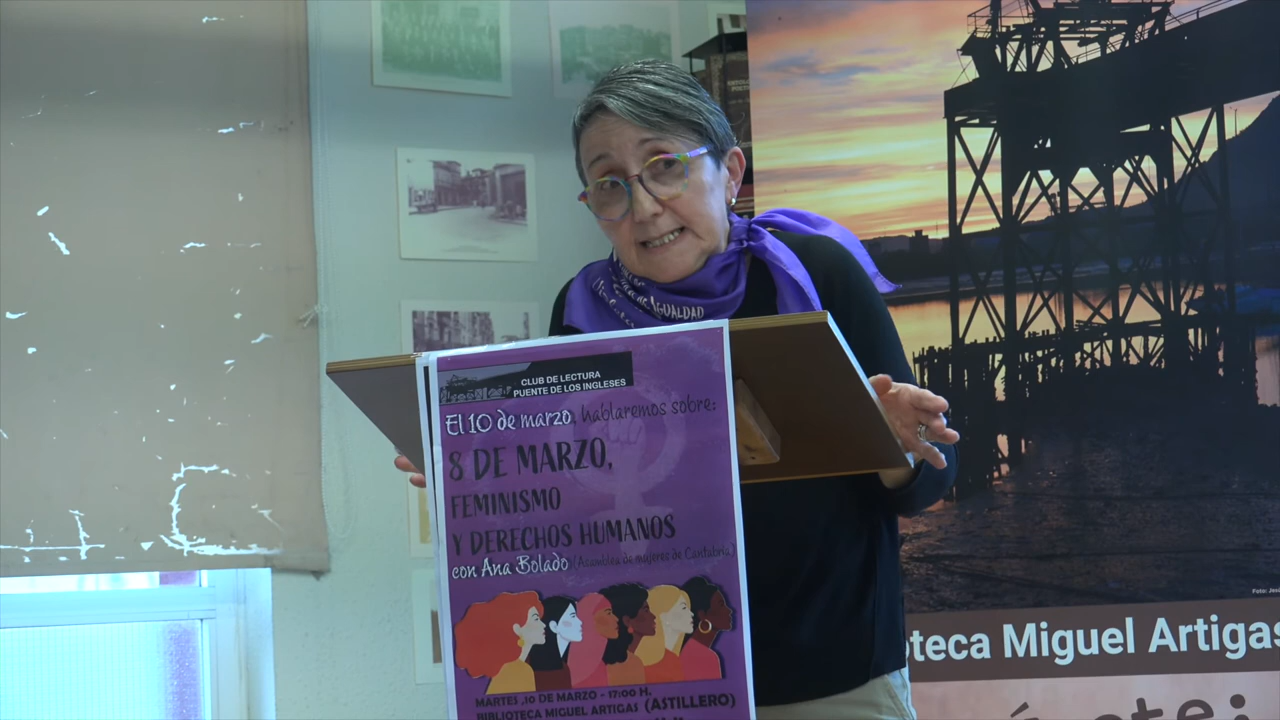 CLUB DE LECTURA
PUENTE DE LOS INGLESES
El 10 de marzo, hablaremos sobre:
8 DE MARZO,
FEMINISMO
Y DERECHOS HUMANOS
con Ana Bolado (Asamblea de mujeres de Cantabria)
MARTES ,10 DE MARZO - 17:00 H.
BIBLIOTECA MIGUEL ARTIGAS (ASTILLERO)
IGUALDAD
Foto: Jesú
oteca Miguel Artigas